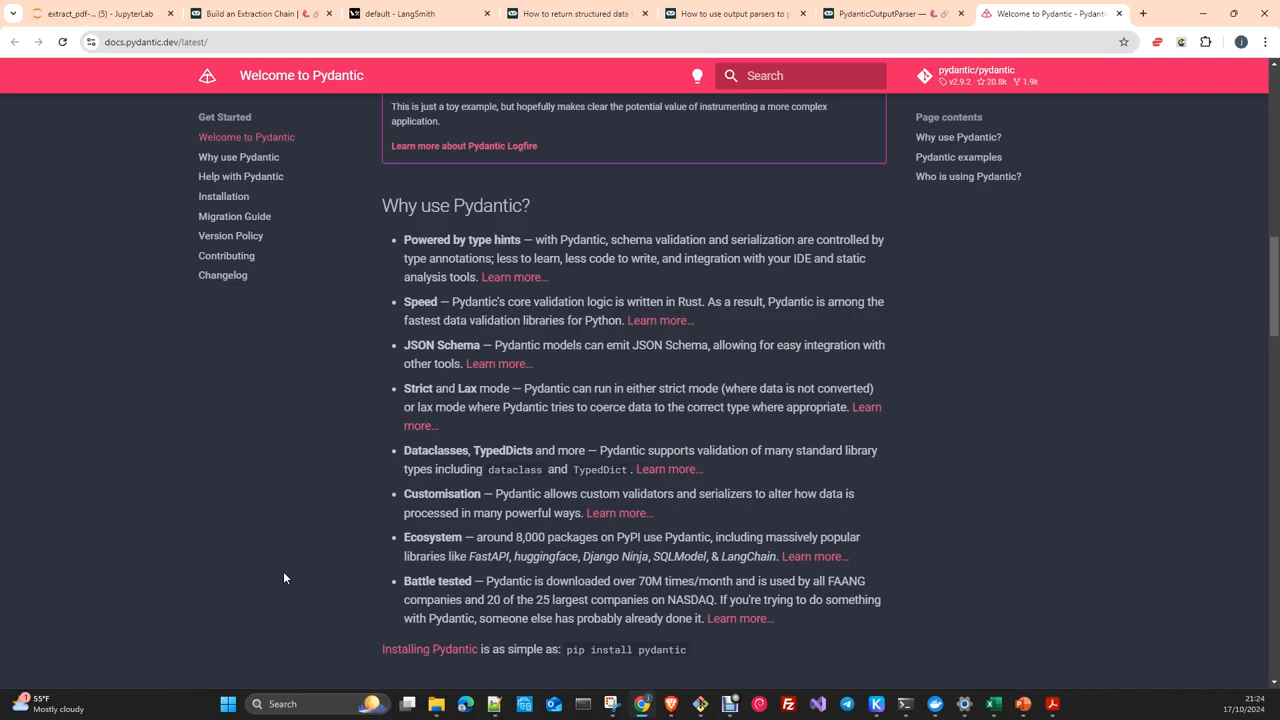 extract_pdf-... (5) - JupyterLab
Build an Extraction Chain |
default - LangSmith
How to return structured data
How to use output parsers to p
PydanticOutputParser —
Welcome to Pydantic - Pydanti
docs.pydantic.dev/latest/
Welcome to Pydantic
Search
pydantic/pydantic
v2.9.2 20.8k 1.9k
This is just a toy example, but hopefully makes clear the potential value of instrumenting a more complex
application.
Learn more about Pydantic Logfire
Get Started
Welcome to Pydantic
Why use Pydantic
Help with Pydantic
Installation
Migration Guide
Version Policy
Contributing
Changelog
Page contents
Why use Pydantic?
Pydantic examples
Who is using Pydantic?
Why use Pydantic?
Powered by type hints — with Pydantic, schema validation and serialization are controlled by
type annotations; less to learn, less code to write, and integration with your IDE and static
analysis tools. Learn more…
Speed — Pydantic's core validation logic is written in Rust. As a result, Pydantic is among the
fastest data validation libraries for Python. Learn more…
JSON Schema — Pydantic models can emit JSON Schema, allowing for easy integration with
other tools. Learn more…
Strict and Lax mode — Pydantic can run in either strict mode (where data is not converted)
or lax mode where Pydantic tries to coerce data to the correct type where appropriate. Learn
more…
Dataclasses, TypedDicts and more — Pydantic supports validation of many standard library
types including dataclass and TypedDict. Learn more…
Customisation — Pydantic allows custom validators and serializers to alter how data is
processed in many powerful ways. Learn more…
Ecosystem — around 8,000 packages on PyPI use Pydantic, including massively popular
libraries like FastAPI, huggingface, Django Ninja, SQLModel, & LangChain. Learn more…
Battle tested — Pydantic is downloaded over 70M times/month and is used by all FAANG
companies and 20 of the 25 largest companies on NASDAQ. If you're trying to do something
with Pydantic, someone else has probably already done it. Learn more…
Installing Pydantic is as simple as: pip install pydantic
55°F
Mostly cloudy
Search
21:24
17/10/2024